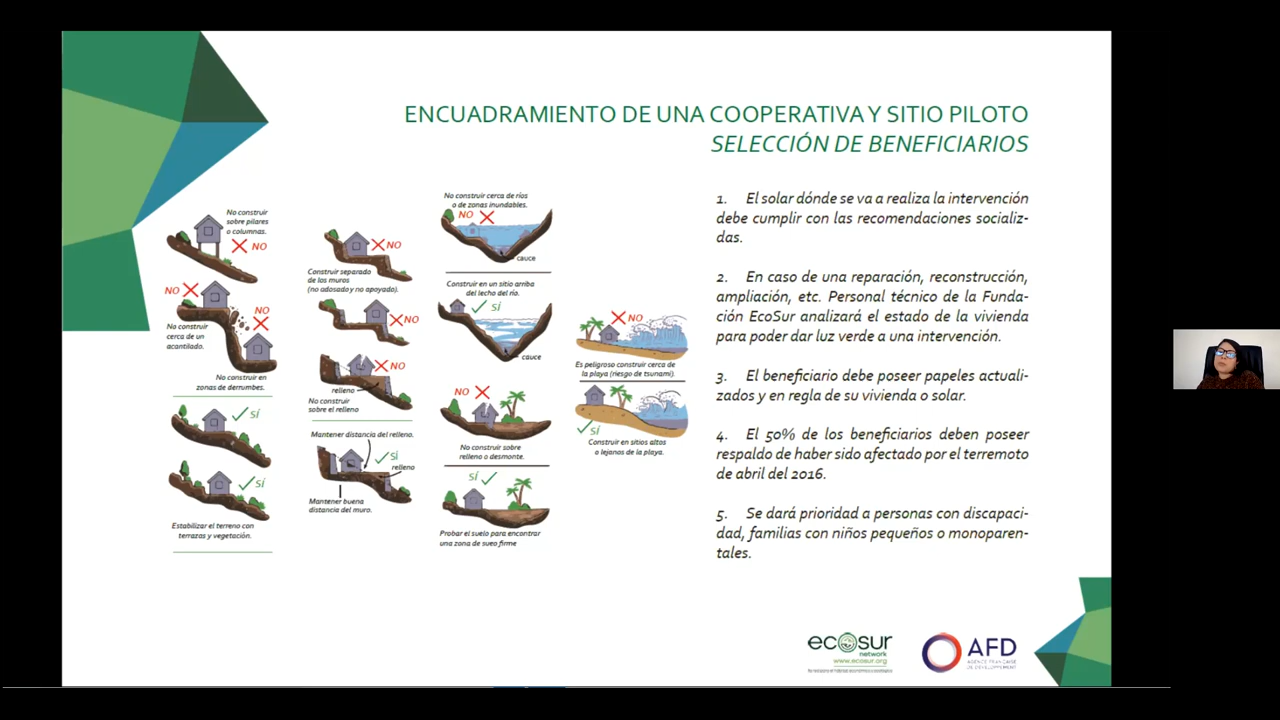 ENCUADRAMIENTO DE UNA COOPERATIVA Y SITIO PILOTO
SELECCIÓN DE BENEFICIARIOS
No construir
sobre pilares
o columnas.
NO
NO
NO
No construir
cerca de un
acantilado.
No construir en
zonas de derrumbes.
SÍ
SÍ
Estabilizar el terreno con
terrazas y vegetación.
NO
Construir separado
de los muros
(no adosado y no apoyado).
NO
NO
relleno
No construir
sobre el relleno
Mantener distancia del relleno.
SÍ
relleno
Mantener buena
distancia del muro.
No construir cerca de ríos
o de zonas inundables.
NO
cauce
Construir en un sitio arriba
del lecho del río.
SÍ
cauce
NO
No construir sobre
relleno o desmonte.
SÍ
Probar el suelo para encontrar
una zona de sueo firme
NO
Es peligroso construir cerca de
la playa (riesgo de tsunami).
SÍ
Construir en sitios altos
o lejanos de la playa.
1. El solar dónde se va a realiza la intervención
debe cumplir con las recomendaciones socializ-
das.
2. En caso de una reparación, reconstrucción,
ampliación, etc. Personal técnico de la Funda-
ción EcoSur analizará el estado de la vivienda
para poder dar luz verde a una intervención.
3. El beneficiario debe poseer papeles actuali-
zados y en regla de su vivienda o solar.
4. El 50% de los beneficiarios deben poseer
respaldo de haber sido afectado por el terremoto
de abril del 2016.
5. Se dará prioridad a personas con discapaci-
dad, familias con niños pequeños o monoparen-
tales.
ecosur
network
www.ecosur.org
AFD
AGENCE FRANÇAISE
DE DÉVELOPPEMENT